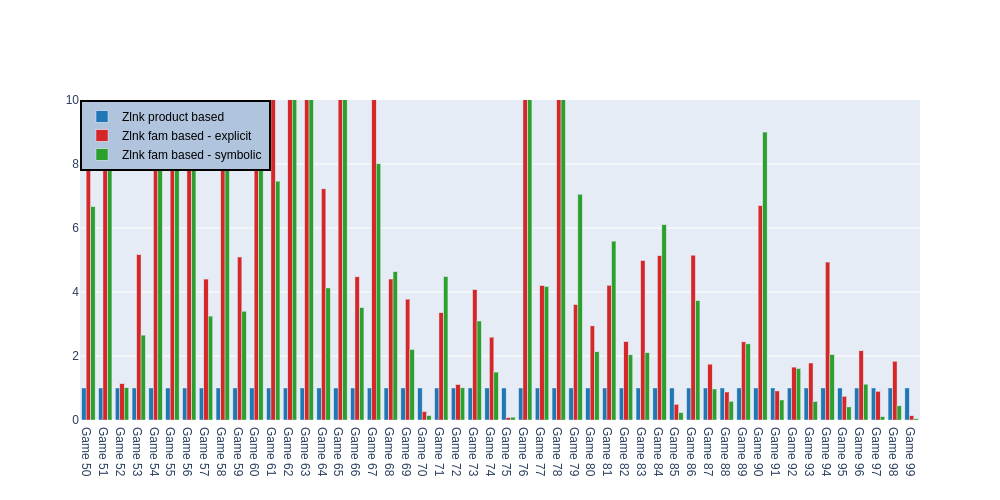 10
8
6
4
2
0
Zlnk product based
Zlnk fam based - explicit
Zlnk fam based - symbolic
Game 50
Game 51
Game 52
Game 53
Game 54
Game 55
Game 56
Game 57
Game 58
Game 59
Game 60
Game 61
Game 62
Game 63
Game 64
Game 65
Game 66
Game 67
Game 68
Game 69
Game 70
Game 71
Game 72
Game 73
Game 74
Game 75
Game 76
Game 77
Game 78
Game 79
Game 80
Game 81
Game 82
Game 83
Game 84
Game 85
Game 86
Game 87
Game 88
Game 89
Game 90
Game 91
Game 92
Game 93
Game 94
Game 95
Game 96
Game 97
Game 98
Game 99